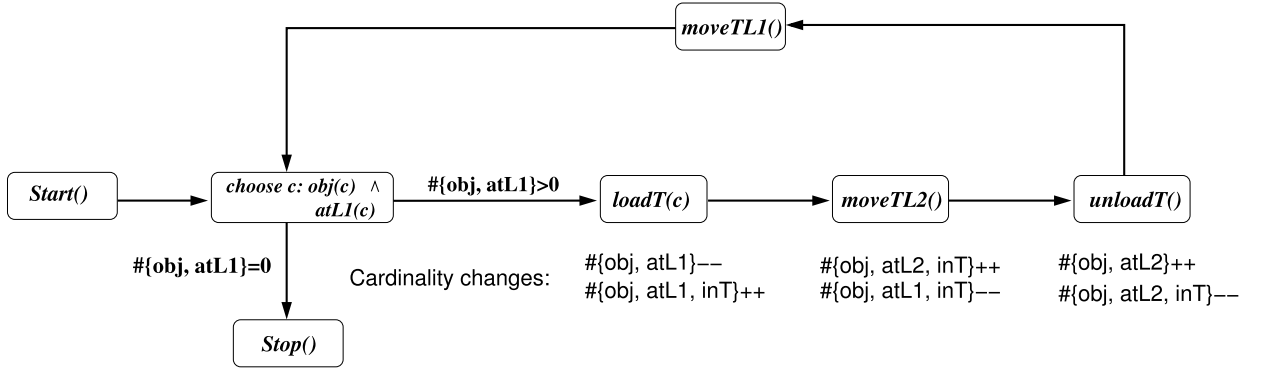 moveTL1()
Start()
choose c: obj(c) ∧
atL1(c)
#{obj, atL1}>0
loadT(c)
moveTL2()
unloadT()
#{obj, atL1}=0
Cardinality changes:
#{obj, atL1}−−
#{obj, atL1, inT}++
#{obj, atL2, inT}++
#{obj, atL1, inT}−−
#{obj, atL2}++
#{obj, atL2, inT}−−
Stop()